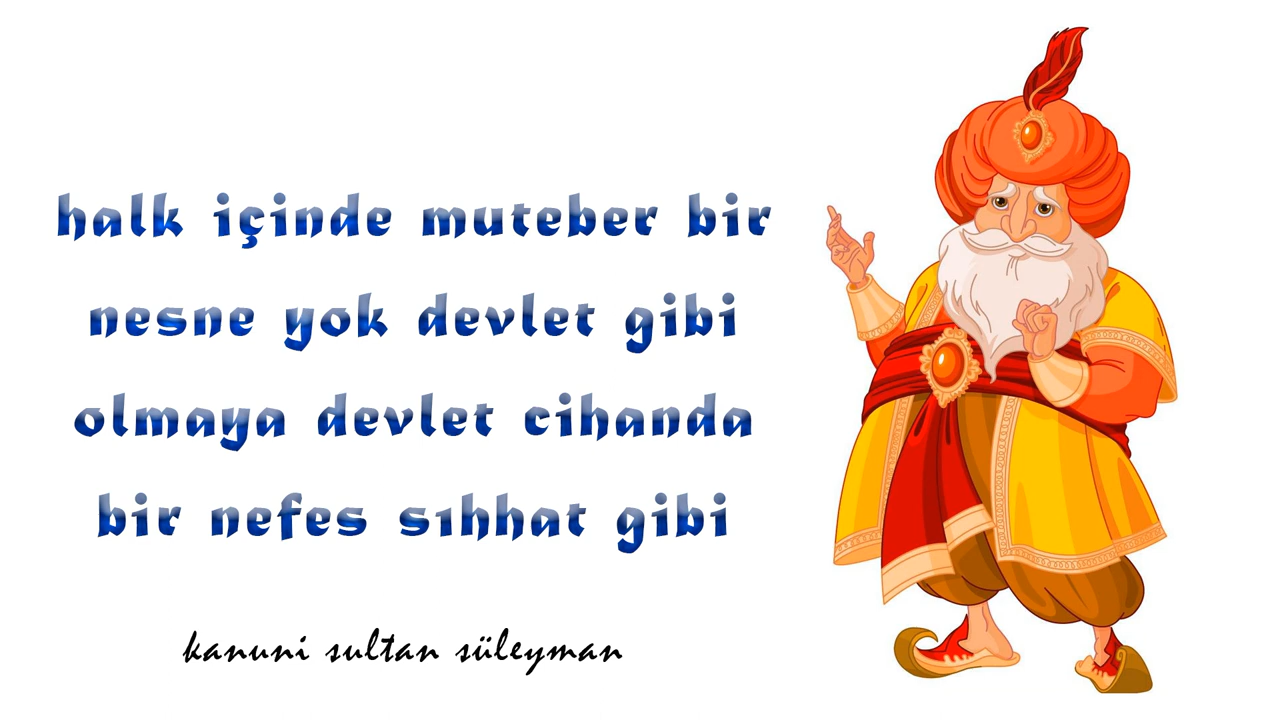 halk içinde muteber bir
nesne yok devlet gibi
olmaya devlet cihanda
bir nefes sıhhat gibi
kanuni sultan süleyman